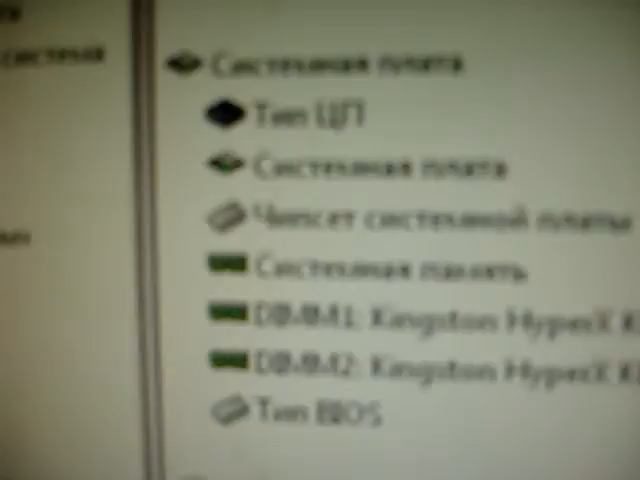 система
Системная плата
Тип ЦП
Системная плата
Чипсет системной платы
Системная память
DIMM1: Kingston HyperX
DIMM2: Kingston HyperX
Тип BIOS